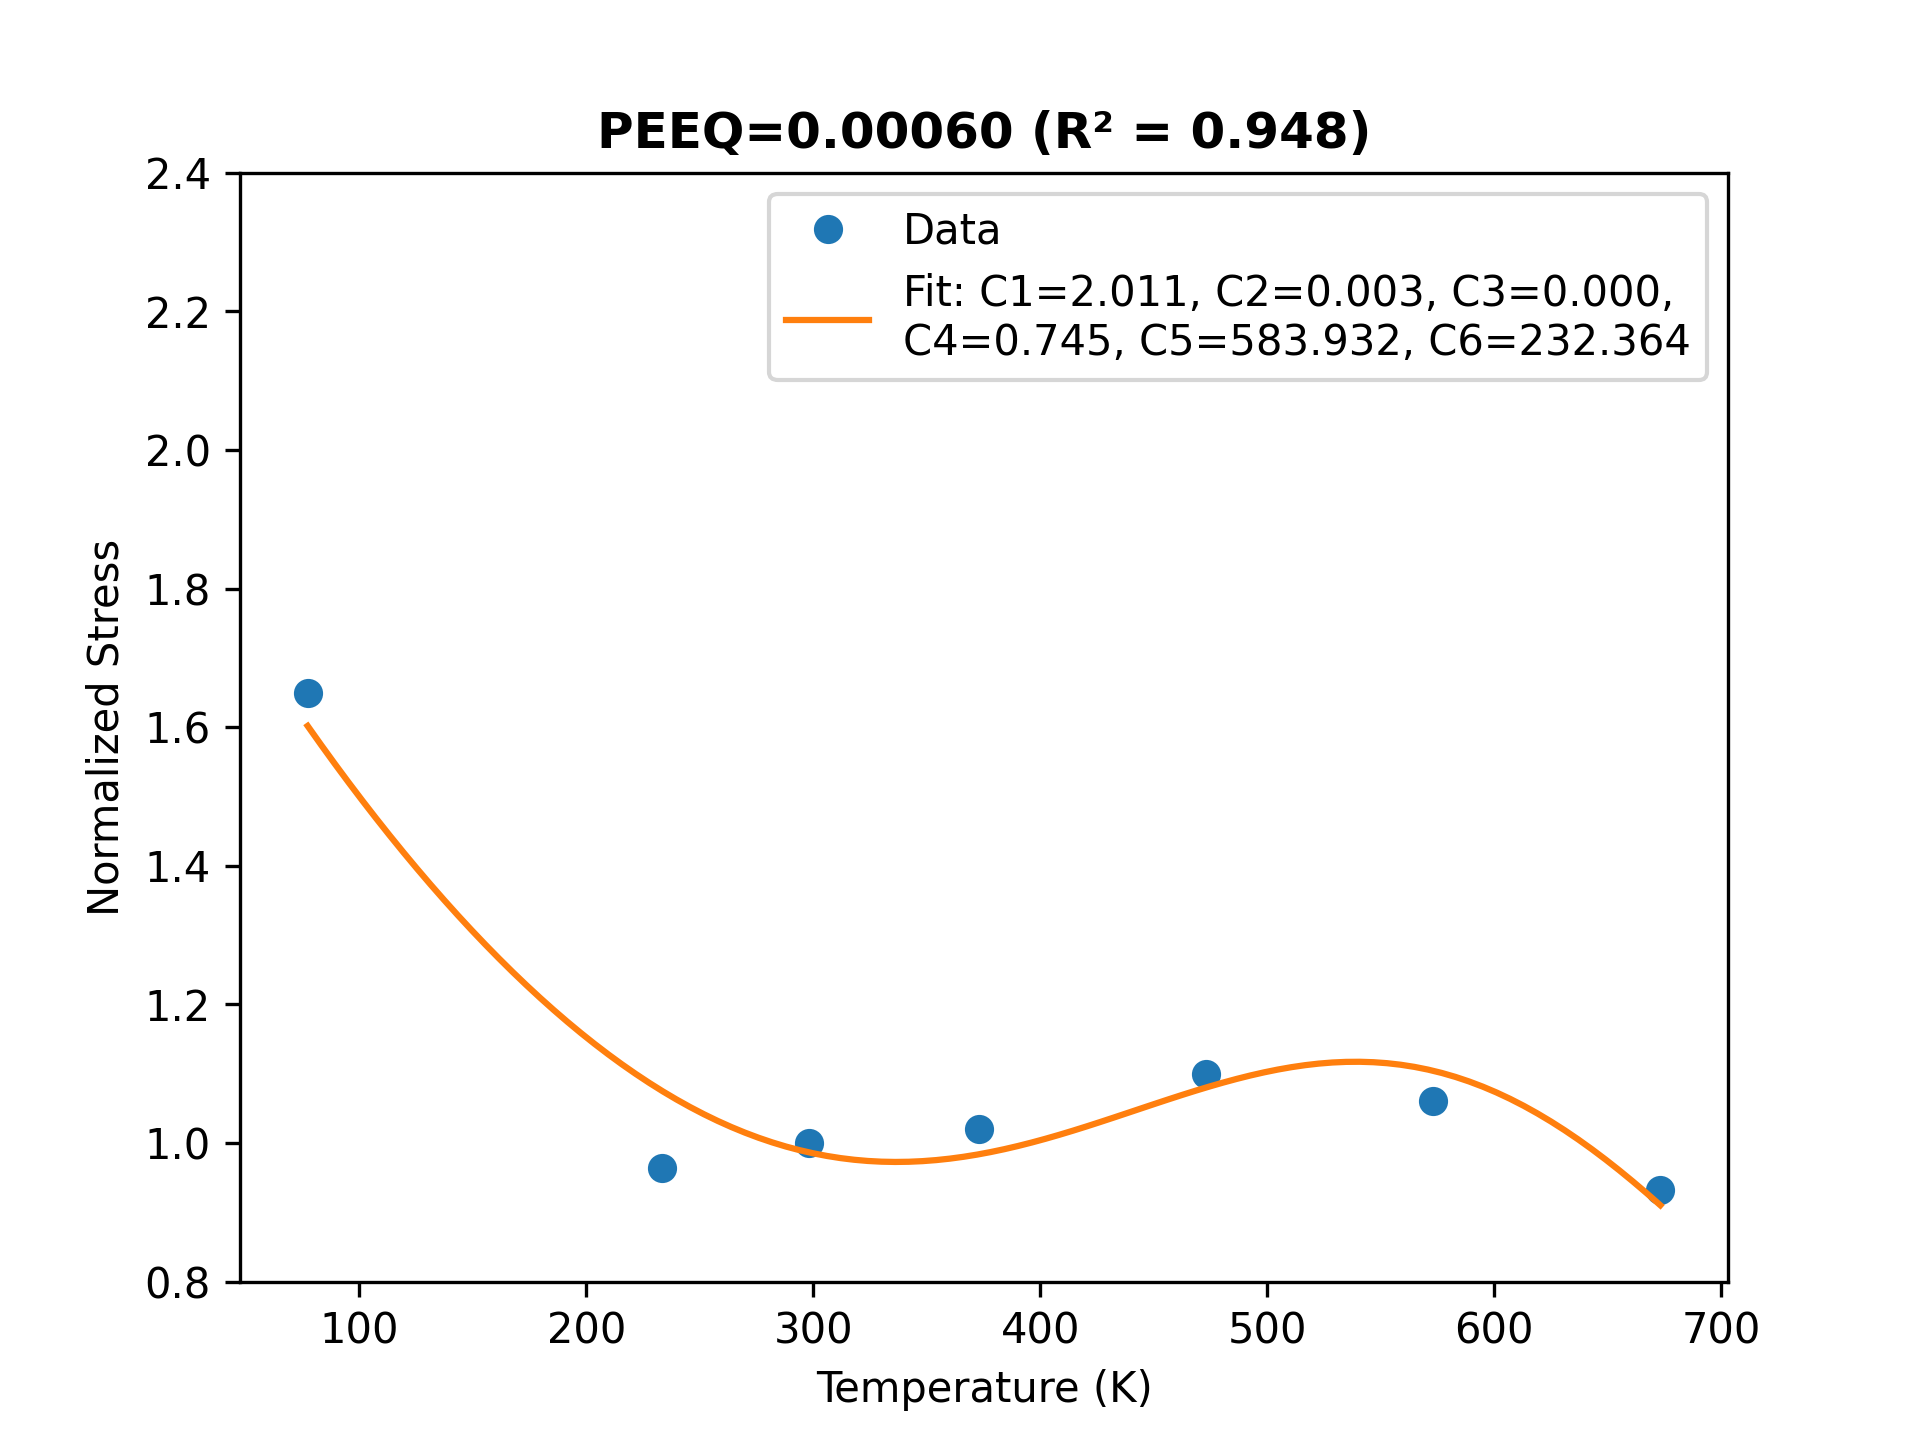 PEEQ=0.00060 (R² = 0.948)
Data
Fit: C1=2.011, C2=0.003, C3=0.000,
C4=0.745, C5=583.932, C6=232.364
2.4
2.2
2.0
1.8
1.6
1.4
1.2
1.0
0.8
Normalized Stress
100 200 300 400 500 600 700
Temperature (K)